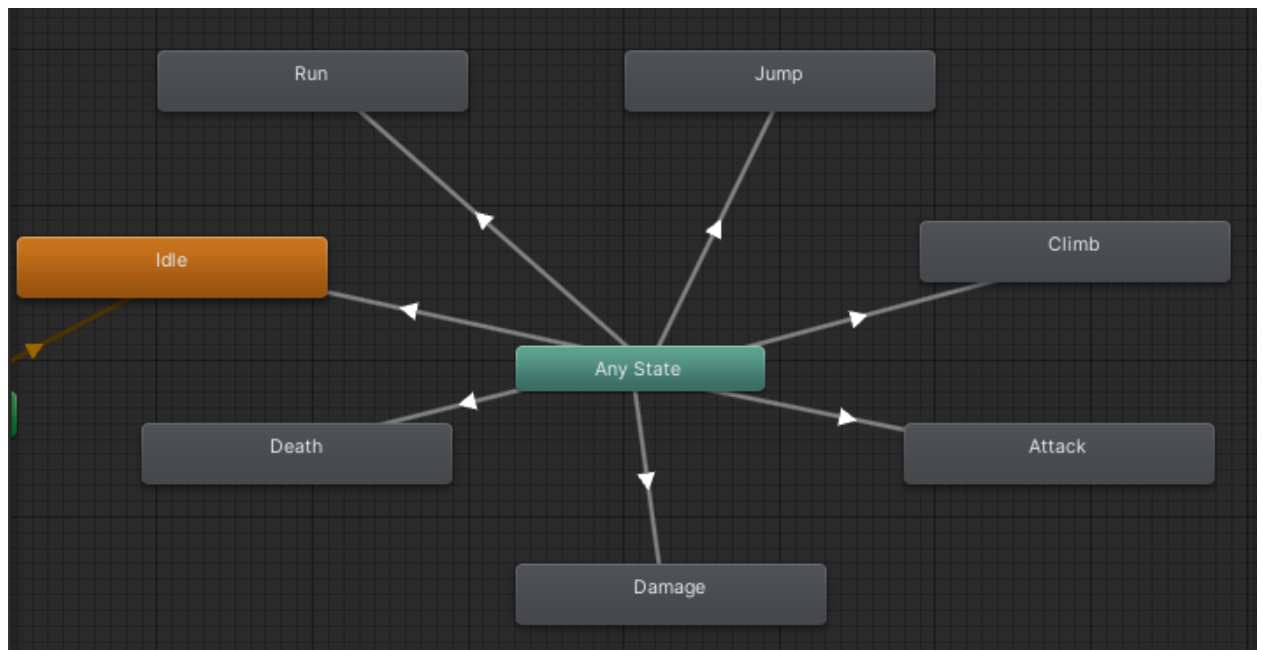 Run
Jump
Climb
Idle
Any State
Death
Attack
Damage